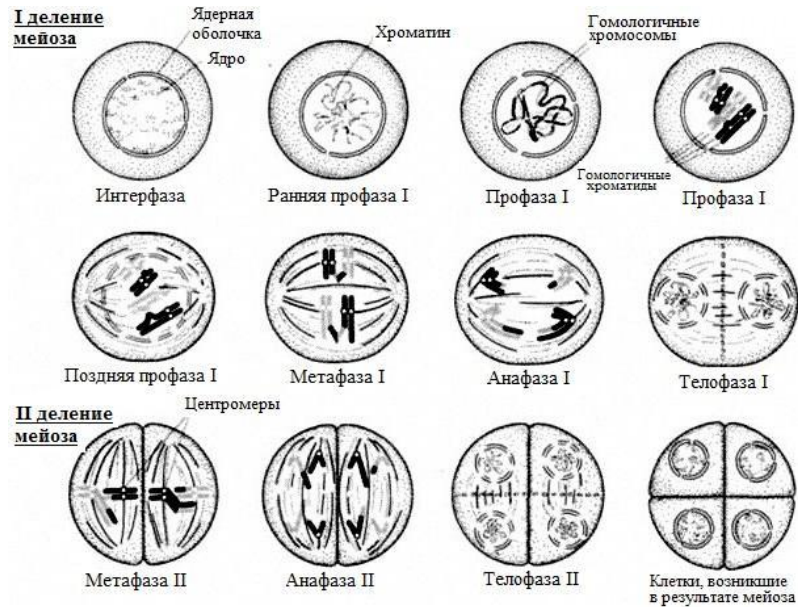 I деление
мейоза
Ядерная
оболочка
Ядро
Хроматин
Гомологичные
хромосомы
Гомологичные
хроматиды
Интерфаза
Ранняя профаза I
Профаза I
Профаза I
Поздняя профаза I
Метафаза I
Анафаза I
Телофаза I
II деление
мейоза
Центромеры
Метафаза II
Анафаза II
Телофаза II
Клетки, возникшие
в результате мейоза